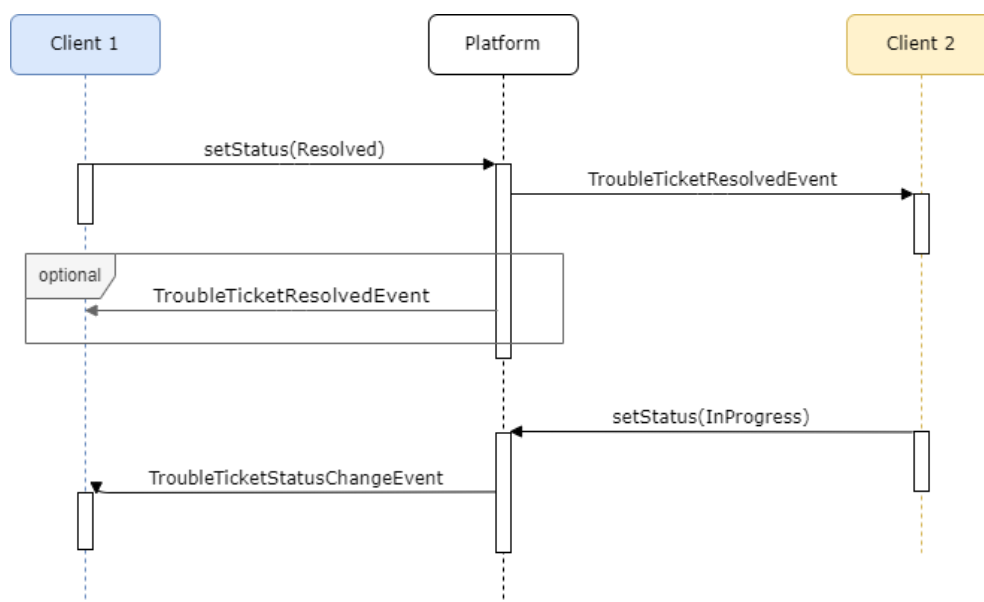 Client 1
Platform
Client 2
setStatus(Resolved)
TroubleTicketResolvedEvent
optional
TroubleTicketResolvedEvent
setStatus(InProgress)
TroubleTicketStatusChangeEvent